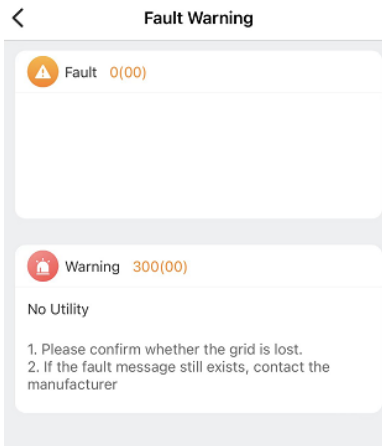 Fault Warning
Fault 0(00)
Warning 300(00)
No Utility
1. Please confirm whether the grid is lost.
2. If the fault message still exists, contact the
manufacturer